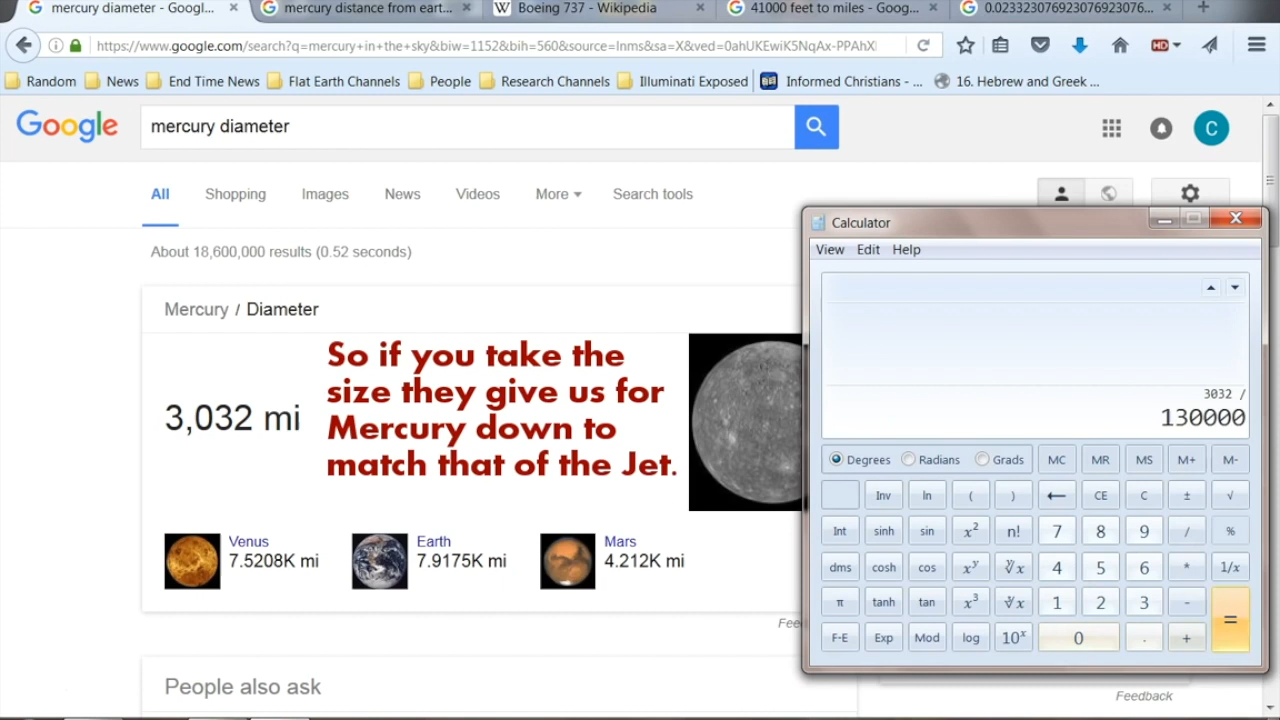 mercury diameter - Googl...
mercury distance from eart...
Boeing 737 - Wikipedia
41000 feet to miles - Goog...
0.023323076923076923076...
https://www.google.com/search?q=mercury+in+the+sky&biw=1152&bih=560&source=lnms&sa=X&ved=0ahUKEwiK5NqAx-PPAhXI
HD
Random
News
End Time News
Flat Earth Channels
People
Research Channels
Illuminati Exposed
Informed Christians - ...
16. Hebrew and Greek ...
Google
mercury diameter
C
All
Shopping
Images
News
Videos
More
Search tools
About 18,600,000 results (0.52 seconds)
Mercury / Diameter
3,032 mi
So if you take the
size they give us for
Mercury down to
match that of the Jet.
Venus
7.5208K mi
Earth
7.9175K mi
Mars
4.212K mi
People also ask
Feedback
Calculator
View Edit Help
3032 /
130000
Degrees Radians Grads MC MR MS M+ M-
Inv ln ( ) ← CE C ± √
Int sinh sin x² n! 7 8 9 / %
dms cosh cos xʸ ʸ√x 4 5 6 * 1/x
π tanh tan x³ ³√x 1 2 3 - =
F-E Exp Mod log 10ˣ 0 . +